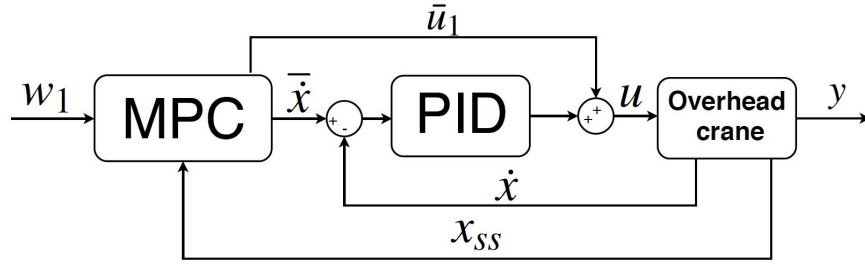 ū₁
w₁
MPC
ẋ̄
+
-
PID
+
+
u
Overhead
crane
y
ẋ
xₛₛ